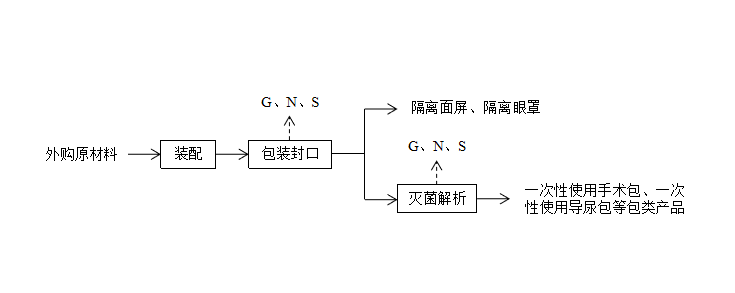 G、N、S
隔离面屏、隔离眼罩
外购原材料
装配
包装封口
G、N、S
灭菌解析
一次性使用手术包、一次
性使用导尿包等包类产品